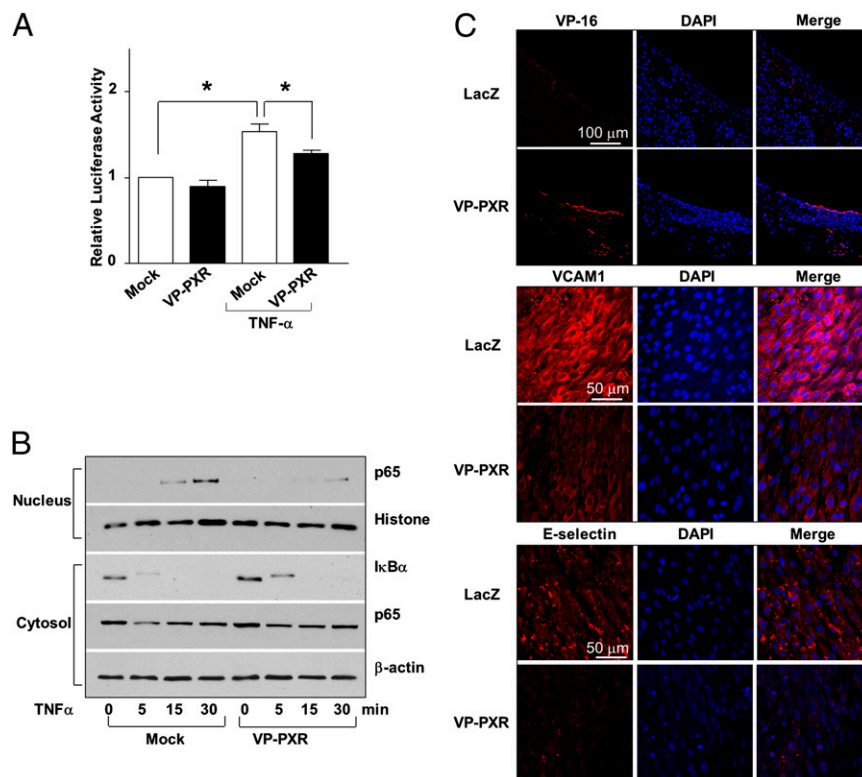 A
Relative Luciferase Activity
2
1
0
*
*
Mock
VP-PXR
Mock
VP-PXR
TNF-α
B
Nucleus
p65
Histone
Cytosol
IκBα
p65
β-actin
TNFα 0 5 15 30 0 5 15 30 min
Mock VP-PXR
C
VP-16 DAPI Merge
LacZ
100 μm
VP-PXR
VCAM1 DAPI Merge
LacZ
50 μm
VP-PXR
E-selectin DAPI Merge
LacZ
50 μm
VP-PXR